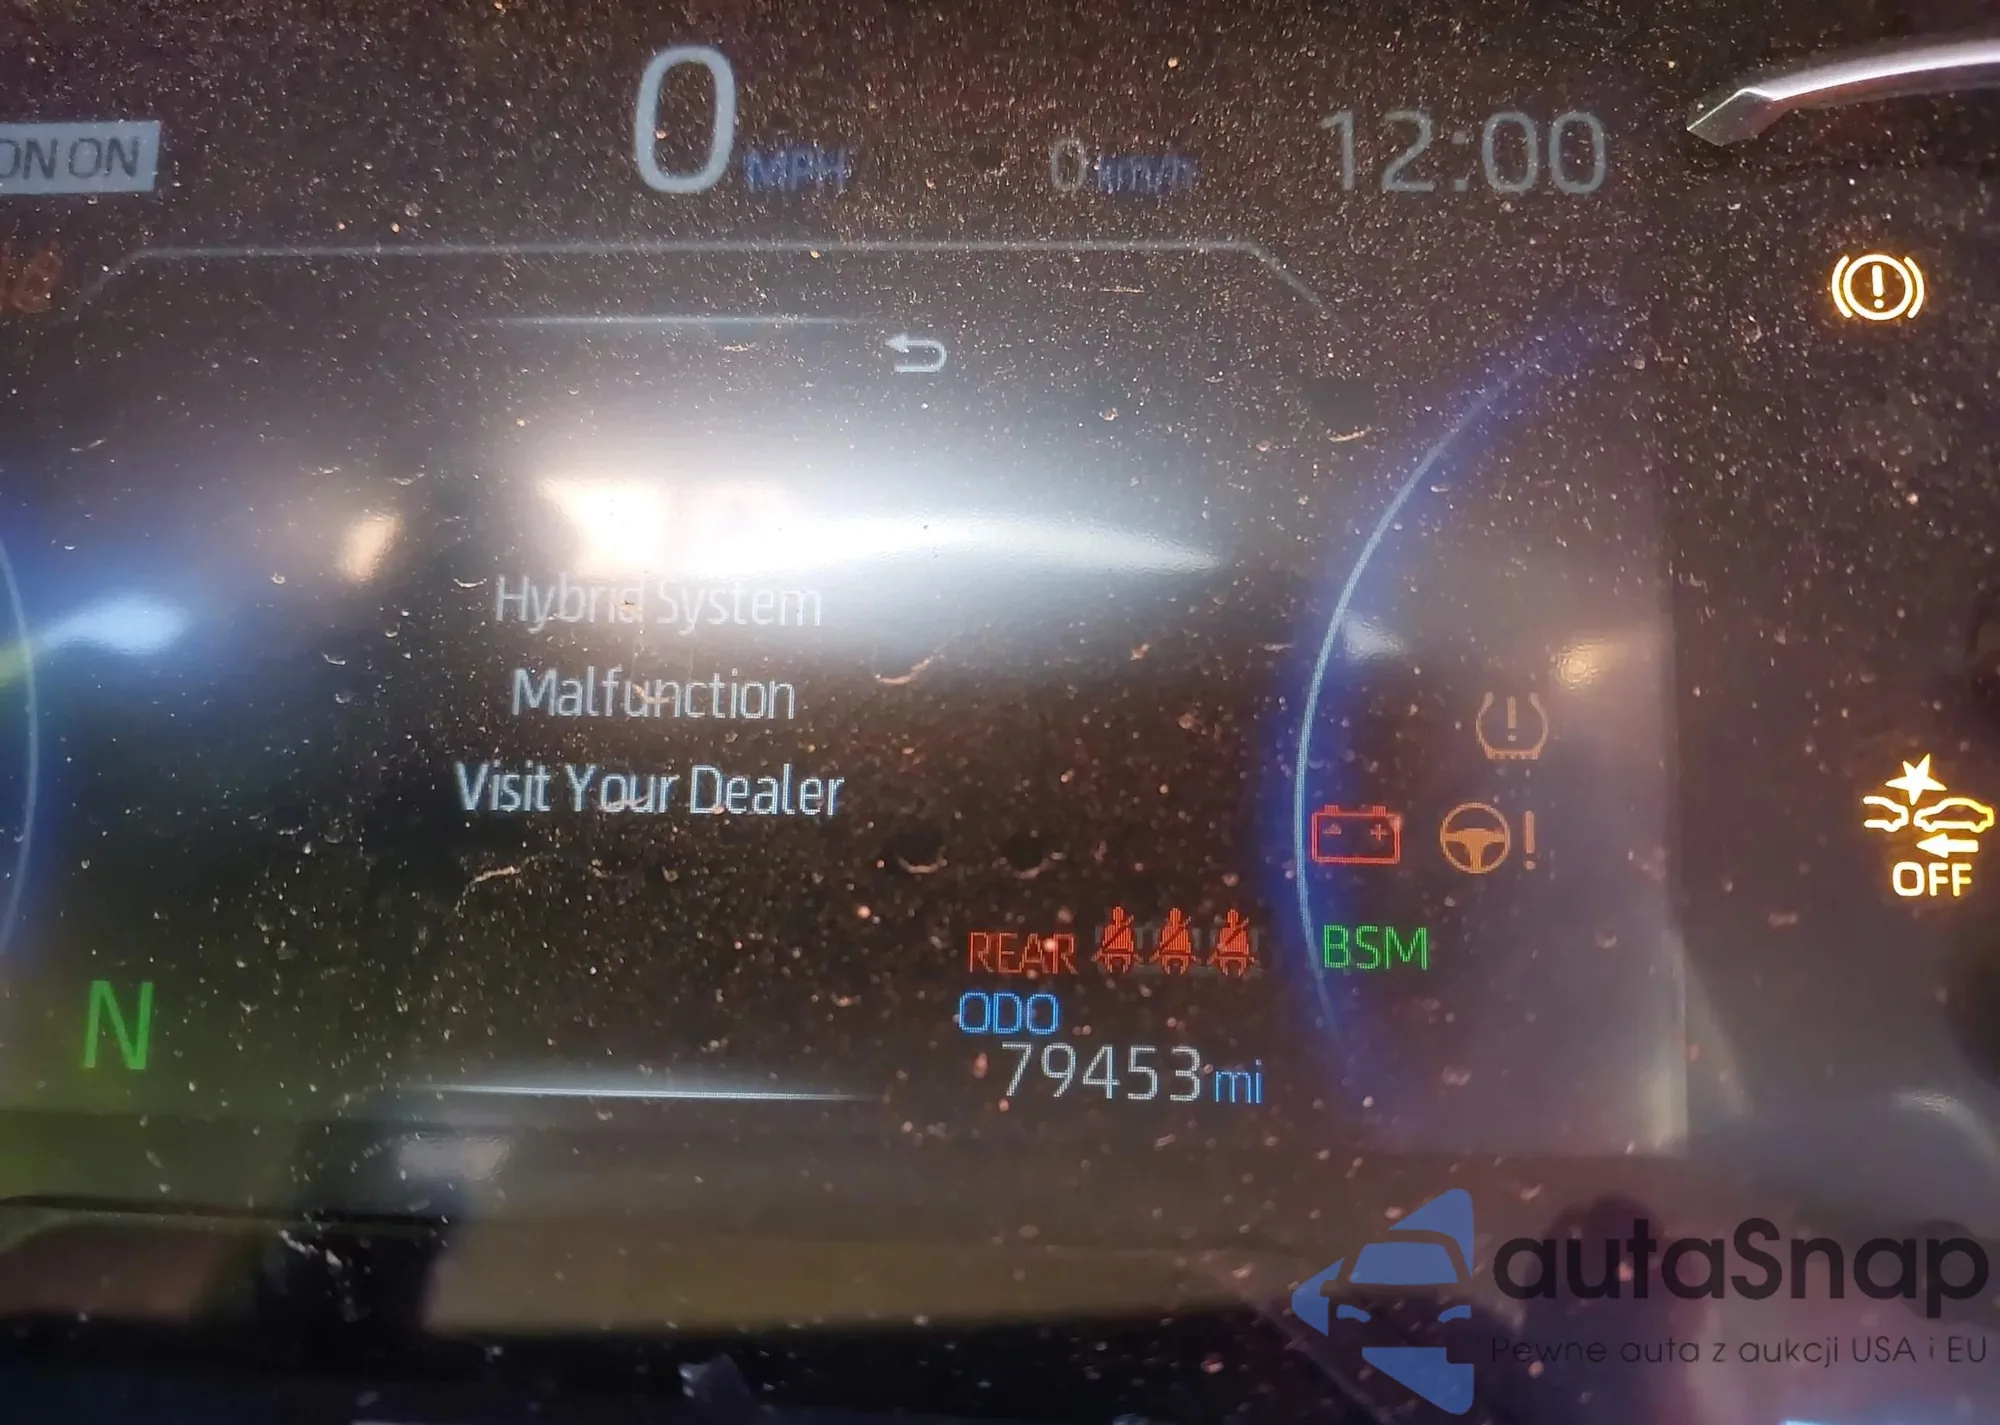 ON ON
0 MPH
0 km/h
12:00
Hybrid System
Malfunction
Visit Your Dealer
REAR
BSM
OFF
N
ODO
79453 mi
autaSnap
Pewne auta z aukcji USA i EU